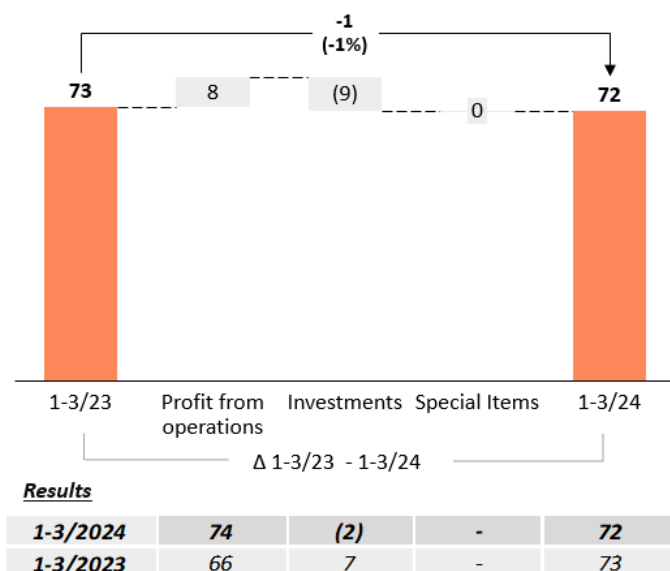 -1
(-1%)
73
8
(9)
0
72
1-3/23
Profit from
operations
Investments
Special Items
1-3/24
Δ 1-3/23 - 1-3/24
Results
1-3/2024 74 (2) - 72
1-3/2023 66 7 - 73